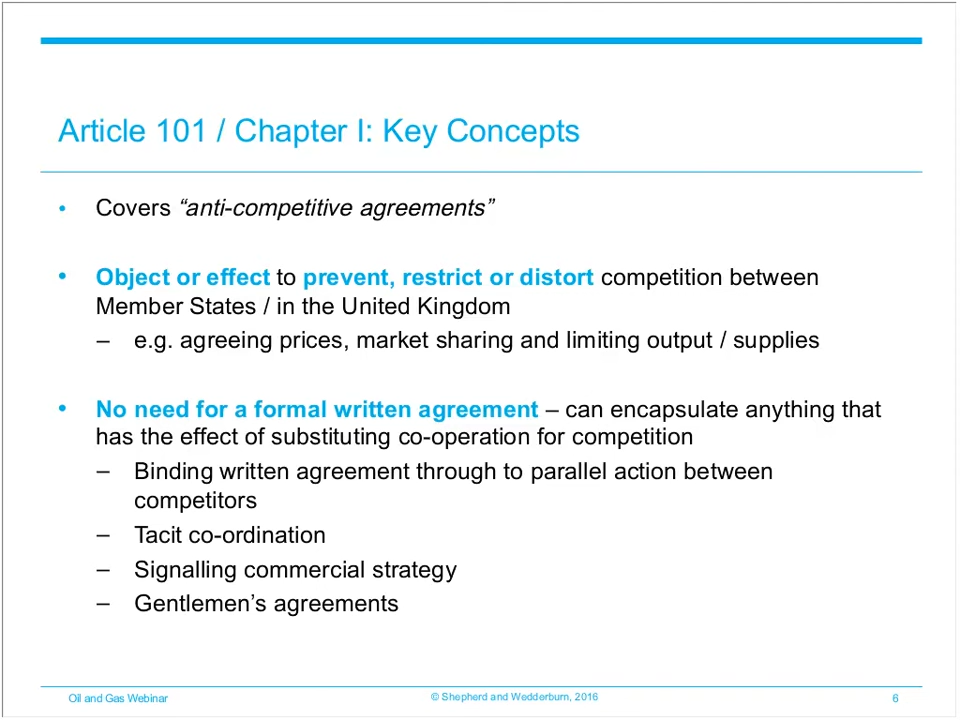 Article 101 / Chapter I: Key Concepts
• Covers “anti-competitive agreements”
• Object or effect to prevent, restrict or distort competition between
Member States / in the United Kingdom
– e.g. agreeing prices, market sharing and limiting output / supplies
• No need for a formal written agreement – can encapsulate anything that
has the effect of substituting co-operation for competition
– Binding written agreement through to parallel action between
competitors
– Tacit co-ordination
– Signalling commercial strategy
– Gentlemen’s agreements
Oil and Gas Webinar
© Shepherd and Wedderburn, 2016
6